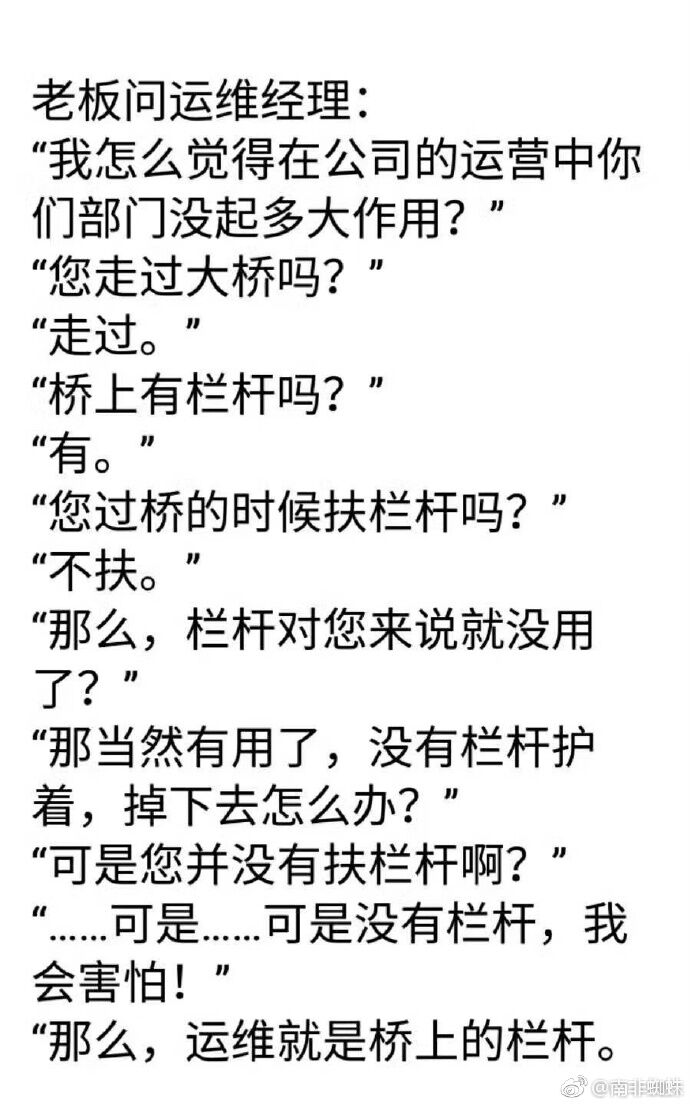 老板问运维经理：
“我怎么觉得在公司的运营中你
们部门没起多大作用？”
“您走过大桥吗？”
“走过。”
“桥上有栏杆吗？”
“有。”
“您过桥的时候扶栏杆吗？”
“不扶。”
“那么，栏杆对您来说就没用
了？”
“那当然有用了，没有栏杆护
着，掉下去怎么办？”
“可是您并没有扶栏杆啊？”
“……可是……可是没有栏杆，我
会害怕！”
“那么，运维就是桥上的栏杆。
@南非蜘蛛